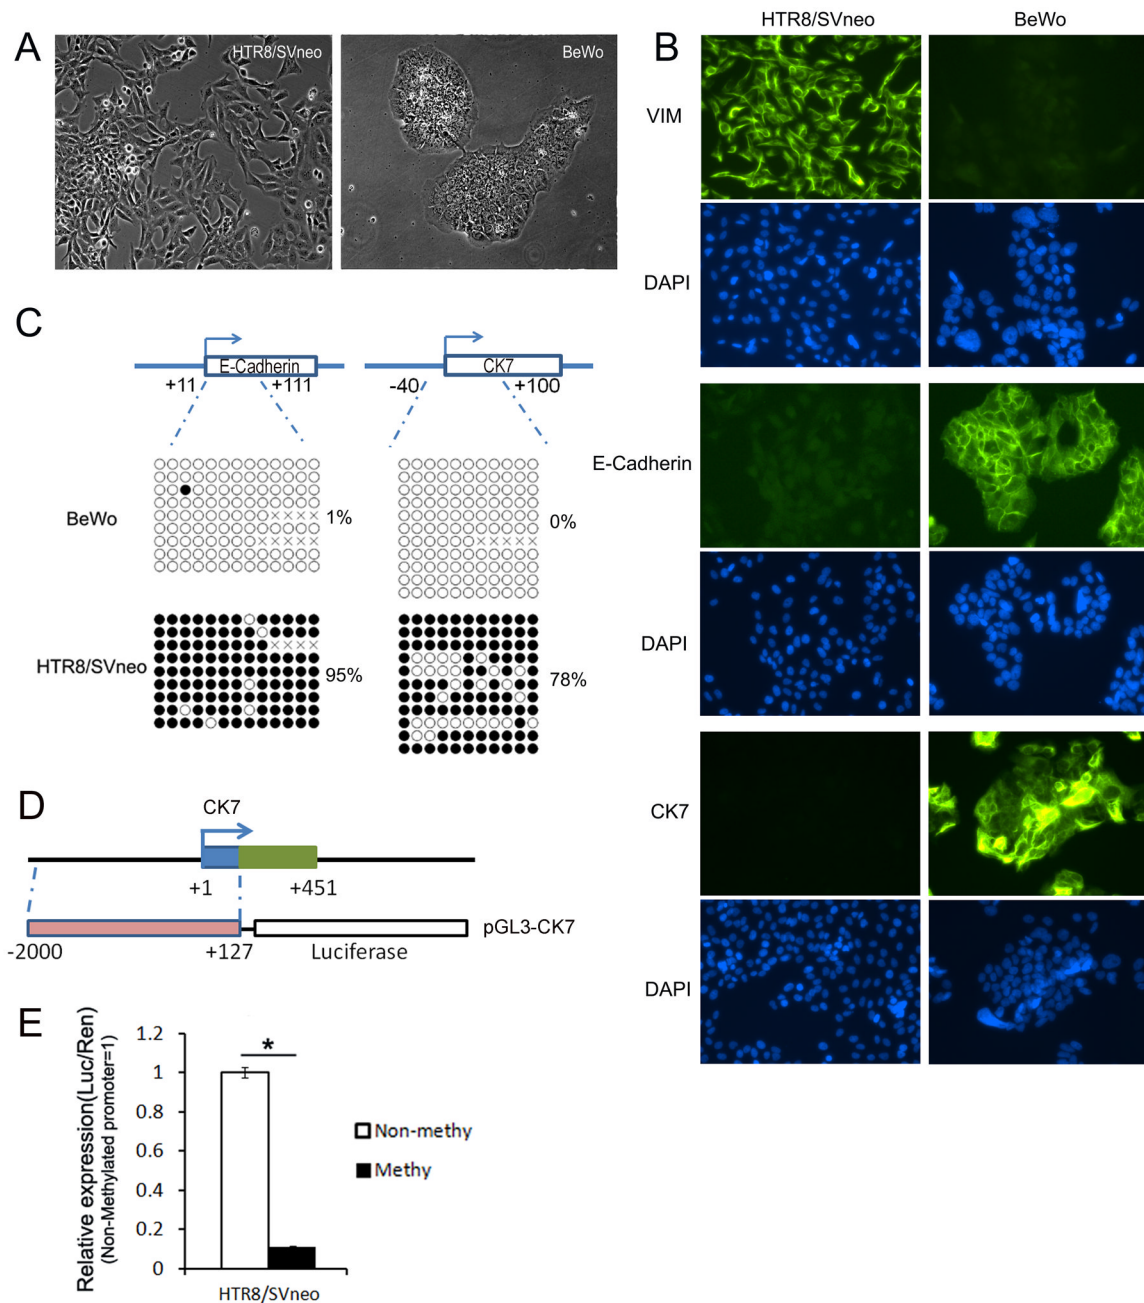 A
HTR8/SVneo
BeWo
B
HTR8/SVneo
BeWo
VIM
DAPI
E-Cadherin
DAPI
CK7
DAPI
C
E-Cadherin
+11
+111
CK7
-40
+100
BeWo
1%
0%
HTR8/SVneo
95%
78%
D
CK7
+1
+451
-2000
+127
Luciferase
pGL3-CK7
E
Relative expression(Luc/Ren)
(Non-Methylated promoter=1)
1.2
1
0.8
0.6
0.4
0.2
0
*
Non-methy
Methy
HTR8/SVneo